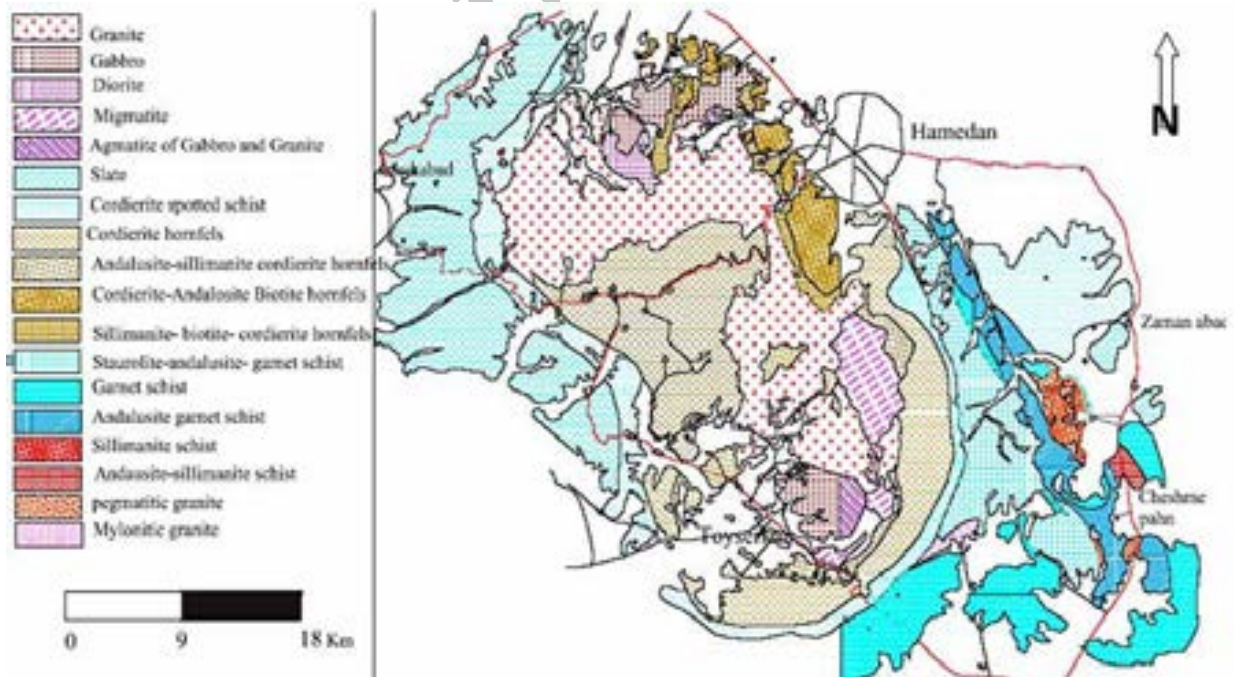 Granite
Gabbro
Diorite
Migmatite
Agmatite of Gabbro and Granite
Slate
Cordierite spotted schist
Cordierite hornfels
Andalusite-sillimanite cordierite hornfels
Cordierite-Andalosite Biotite hornfels
Sillimanite- biotite- cordierite hornfels
Staurolite-andalusite- garnet schist
Garnet schist
Andalusite garnet schist
Sillimanite schist
Andausite-sillimanite schist
pegmatitic granite
Mylonitic granite
0 9 18 Km
N
Hamedan
Zaman abac
Cheshme
pahn